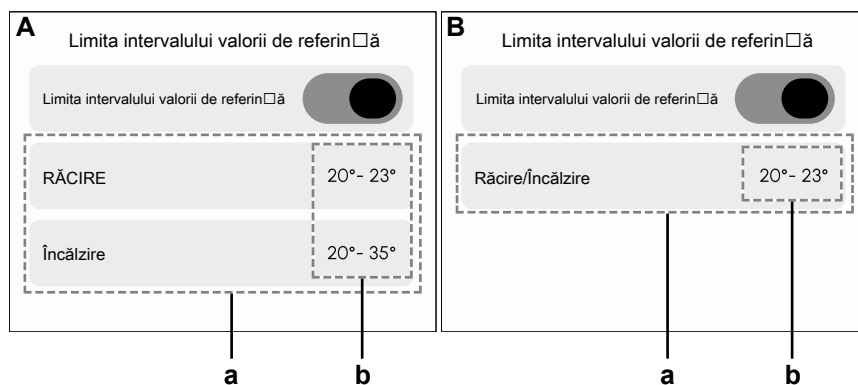 A
Limita intervalului valorii de referin□ă
Limita intervalului valorii de referin□ă
RĂCIRE
20°- 23°
Încălzire
20°- 35°
a
b
B
Limita intervalului valorii de referin□ă
Limita intervalului valorii de referin□ă
Răcire/Încălzire
20°- 23°
a
b